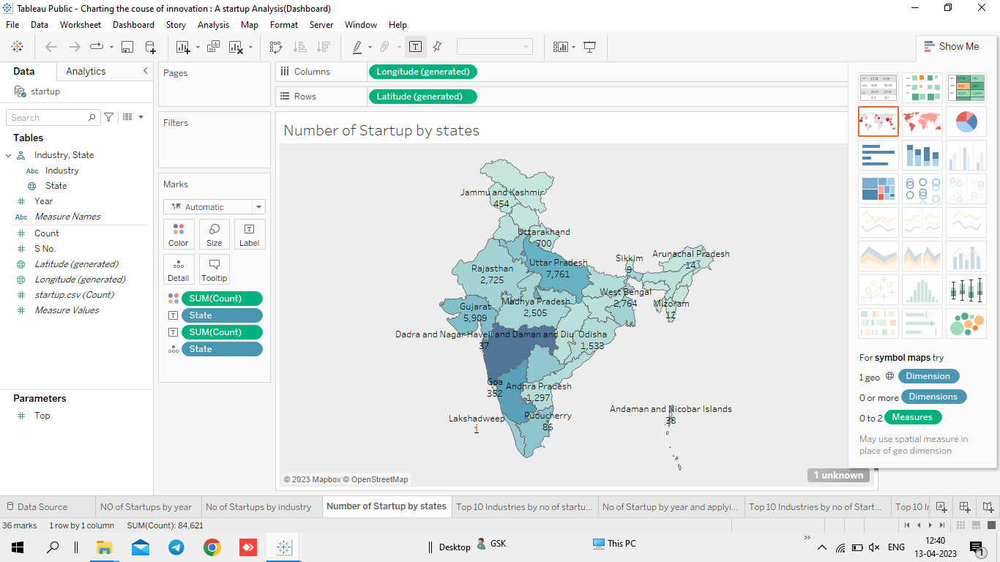 Tableau Public - Charting the couse of innovation : A startup Analysis(Dashboard)
File Data Worksheet Dashboard Story Analysis Map Format Server Window Help
Show Me
Data Analytics
startup
Search
Tables
Industry, State
Abc Industry
State
Year
Abc Measure Names
Count
S No.
Latitude (generated)
Longitude (generated)
startup.csv (Count)
Measure Values
Parameters
Top
Pages
Filters
Marks
Automatic
Color Size Label
Detail Tooltip
SUM(Count)
State
SUM(Count)
State
Columns Longitude (generated)
Rows Latitude (generated)
Number of Startup by states
Jammu and Kashmir
454
Uttarakhand
700
Arunachal Pradesh
14
Sikkim
9
Uttar Pradesh
7,761
Rajasthan
2,725
West Bengal
2,764
Madhya Pradesh
2,505
Mizoram
12
Gujarat
5,909
Dadra and Nagar Haveli and Daman and Diu
37
Odisha
1,533
Goa
352
Andhra Pradesh
1,297
Andaman and Nicobar Islands
38
Lakshadweep
1
Puducherry
86
© 2023 Mapbox © OpenStreetMap
1 unknown
For symbol maps try
1 geo Dimension
0 or more Dimensions
0 to 2 Measures
May use spatial measure in
place of geo dimension
Data Source NO of Startups by year No of Startups by industry Number of Startup by states Top 10 Industries by no of startu... No of Startup by year and applyi... Top 10 Industries by no of Start... Top 10
36 marks 1 row by 1 column SUM(Count): 84,621
Desktop GSK This PC ENG 12:40
13-04-2023 1